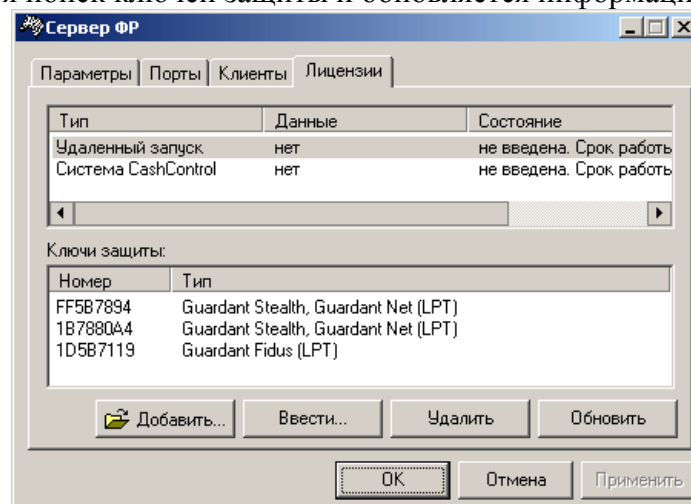 я поиск ключей защиты и обновляется информаци
Сервер ФР
Параметры Порты Клиенты Лицензии
Тип Данные Состояние
Удаленный запуск нет не введена. Срок работь
Система CashControl нет не введена. Срок работь
Ключи защиты:
Номер Тип
FF5B7894 Guardant Stealth, Guardant Net (LPT)
1B7880A4 Guardant Stealth, Guardant Net (LPT)
1D5B7119 Guardant Fidus (LPT)
Добавить... Ввести... Удалить Обновить
OK Отмена Применить